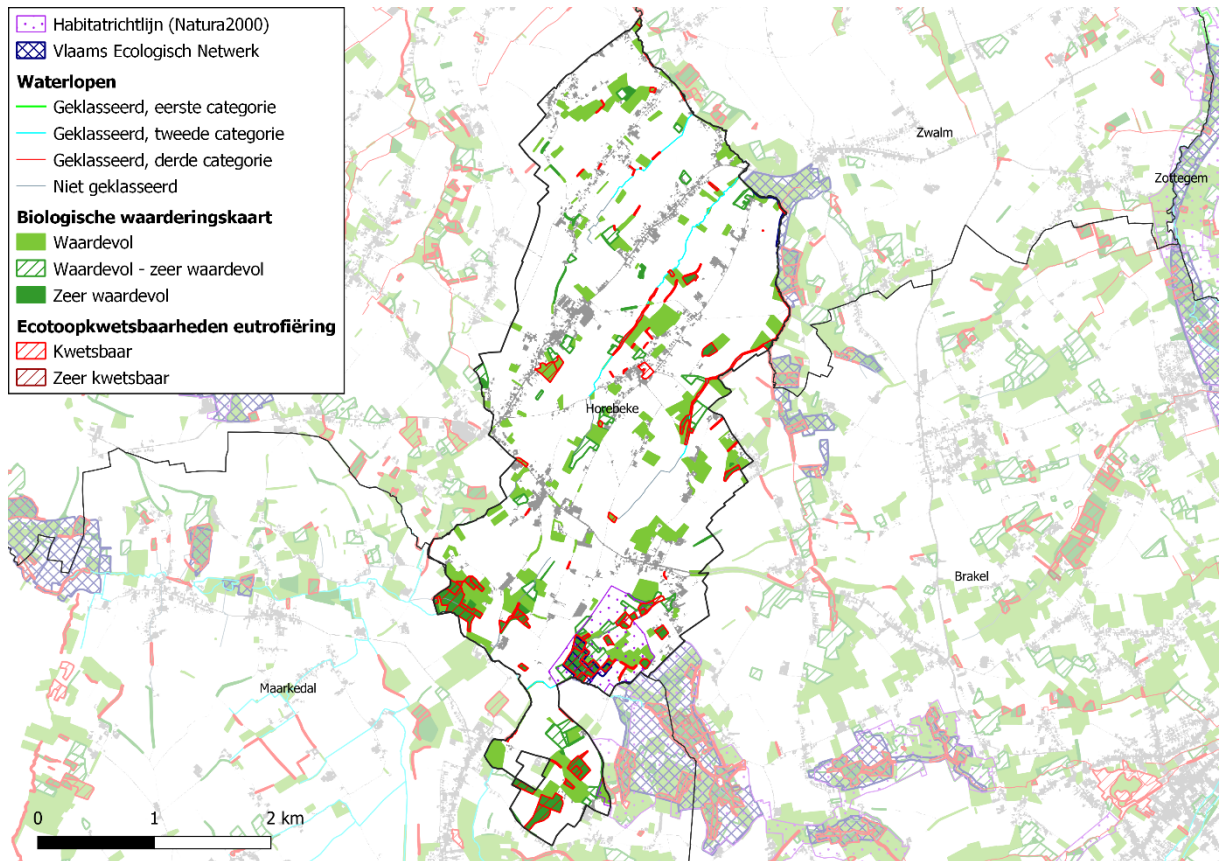 Habitatrichtlijn (Natura2000)
Vlaams Ecologisch Netwerk
Waterlopen
Geklasseerd, eerste categorie
Geklasseerd, tweede categorie
Geklasseerd, derde categorie
Niet geklasseerd
Biologische waarderingskaart
Waardevol
Waardevol - zeer waardevol
Zeer waardevol
Ecotoopkwetsbaarheden eutrofiëring
Kwetsbaar
Zeer kwetsbaar
Zwalm
Zottegem
Horebeke
Brakel
Maarkedal
0 1 2 km